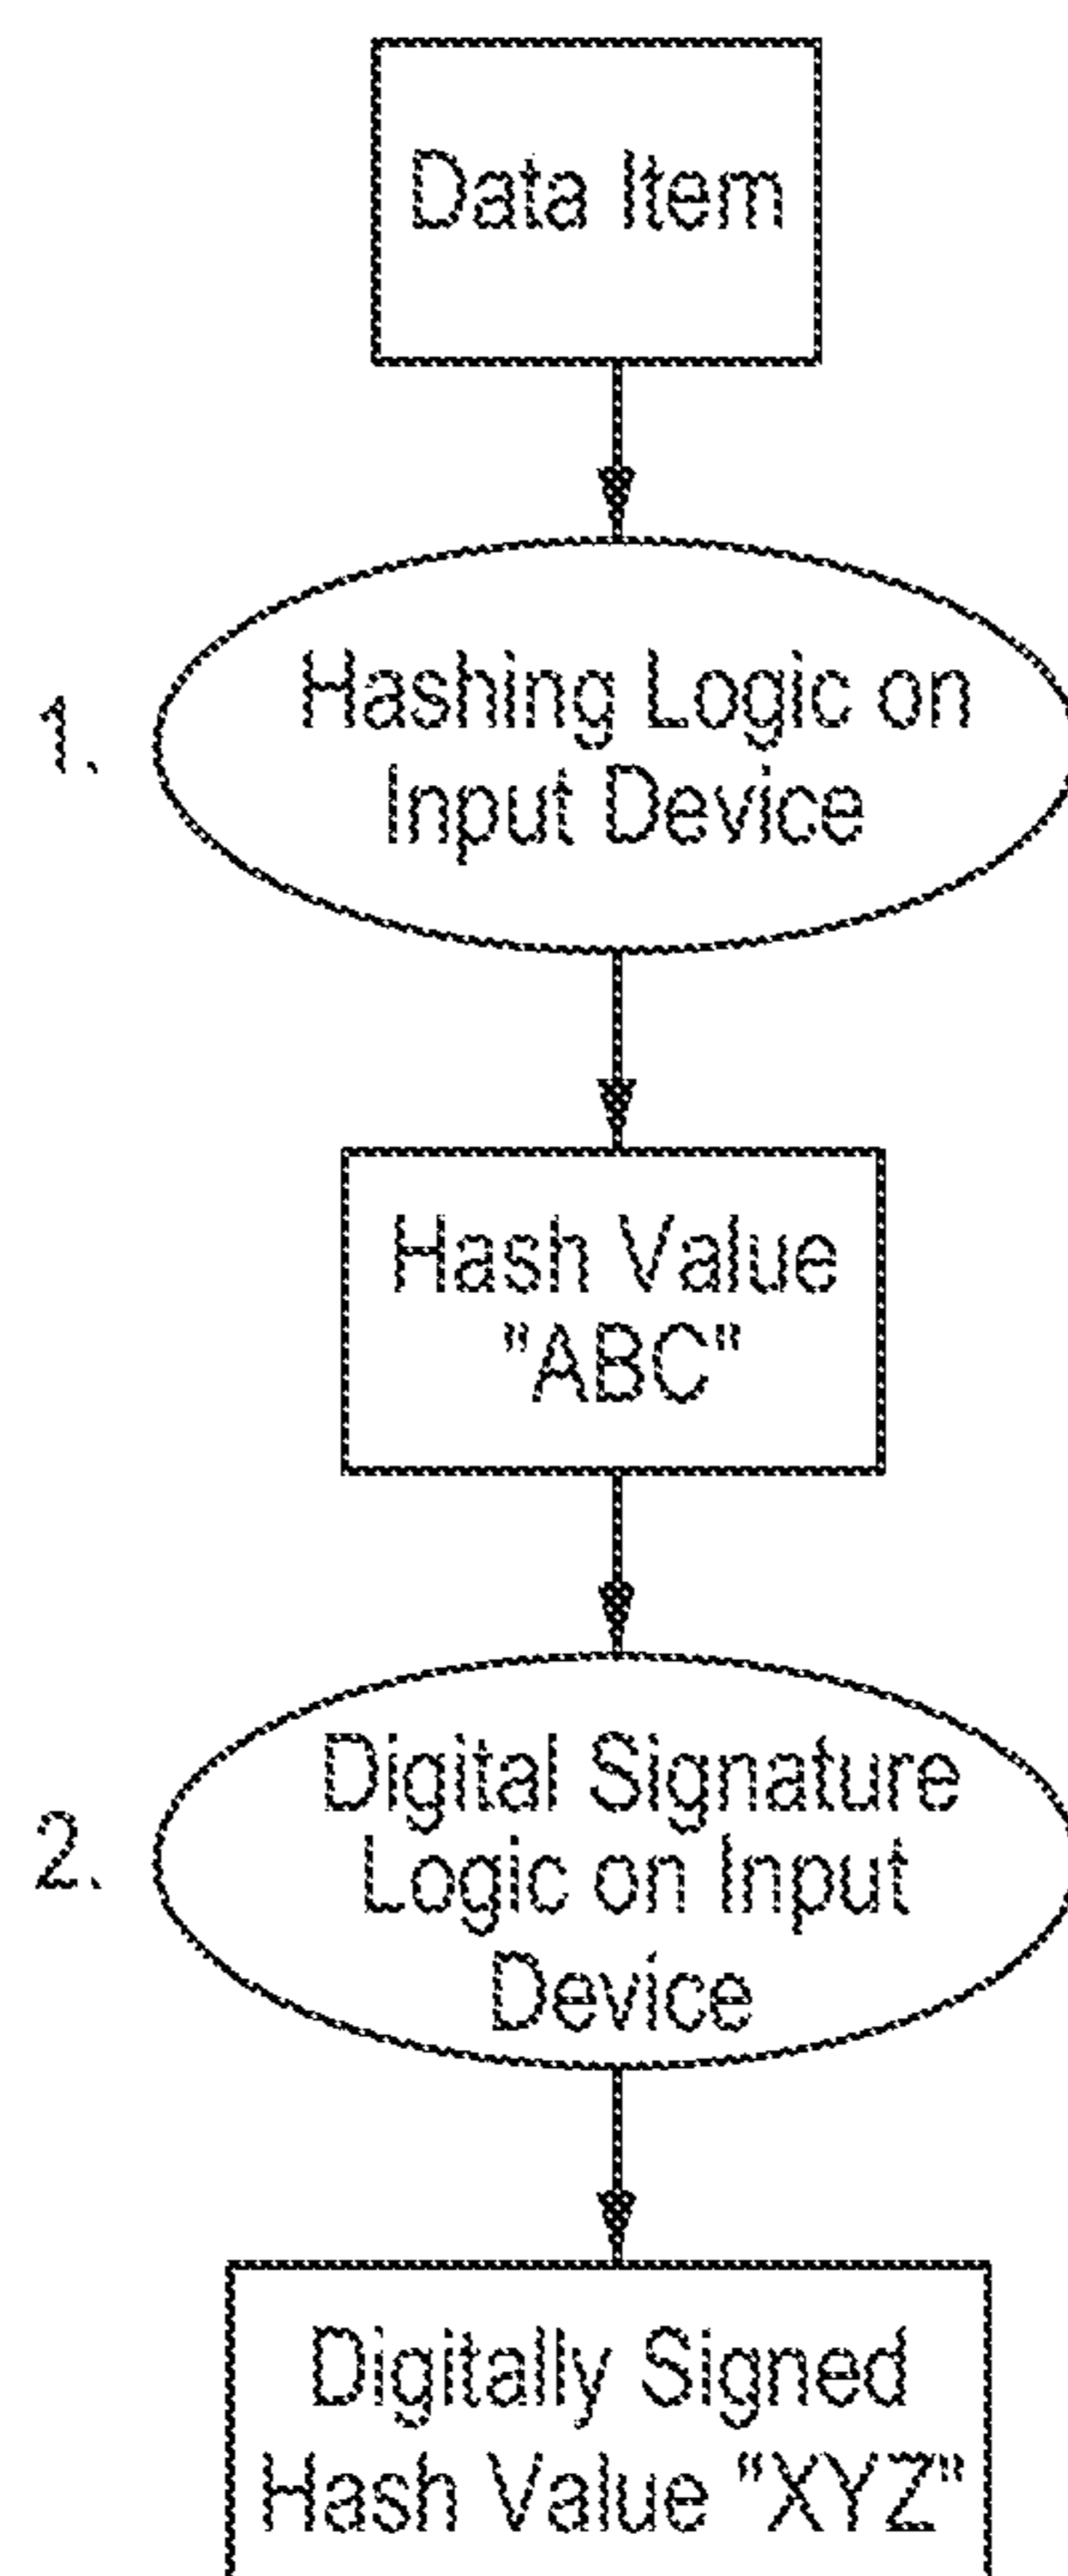 Data Item
1.
Hashing Logic on
Input Device
Hash Value
"ABC"
2.
Digital Signature
Logic on Input
Device
Digitally Signed
Hash Value "XYZ"